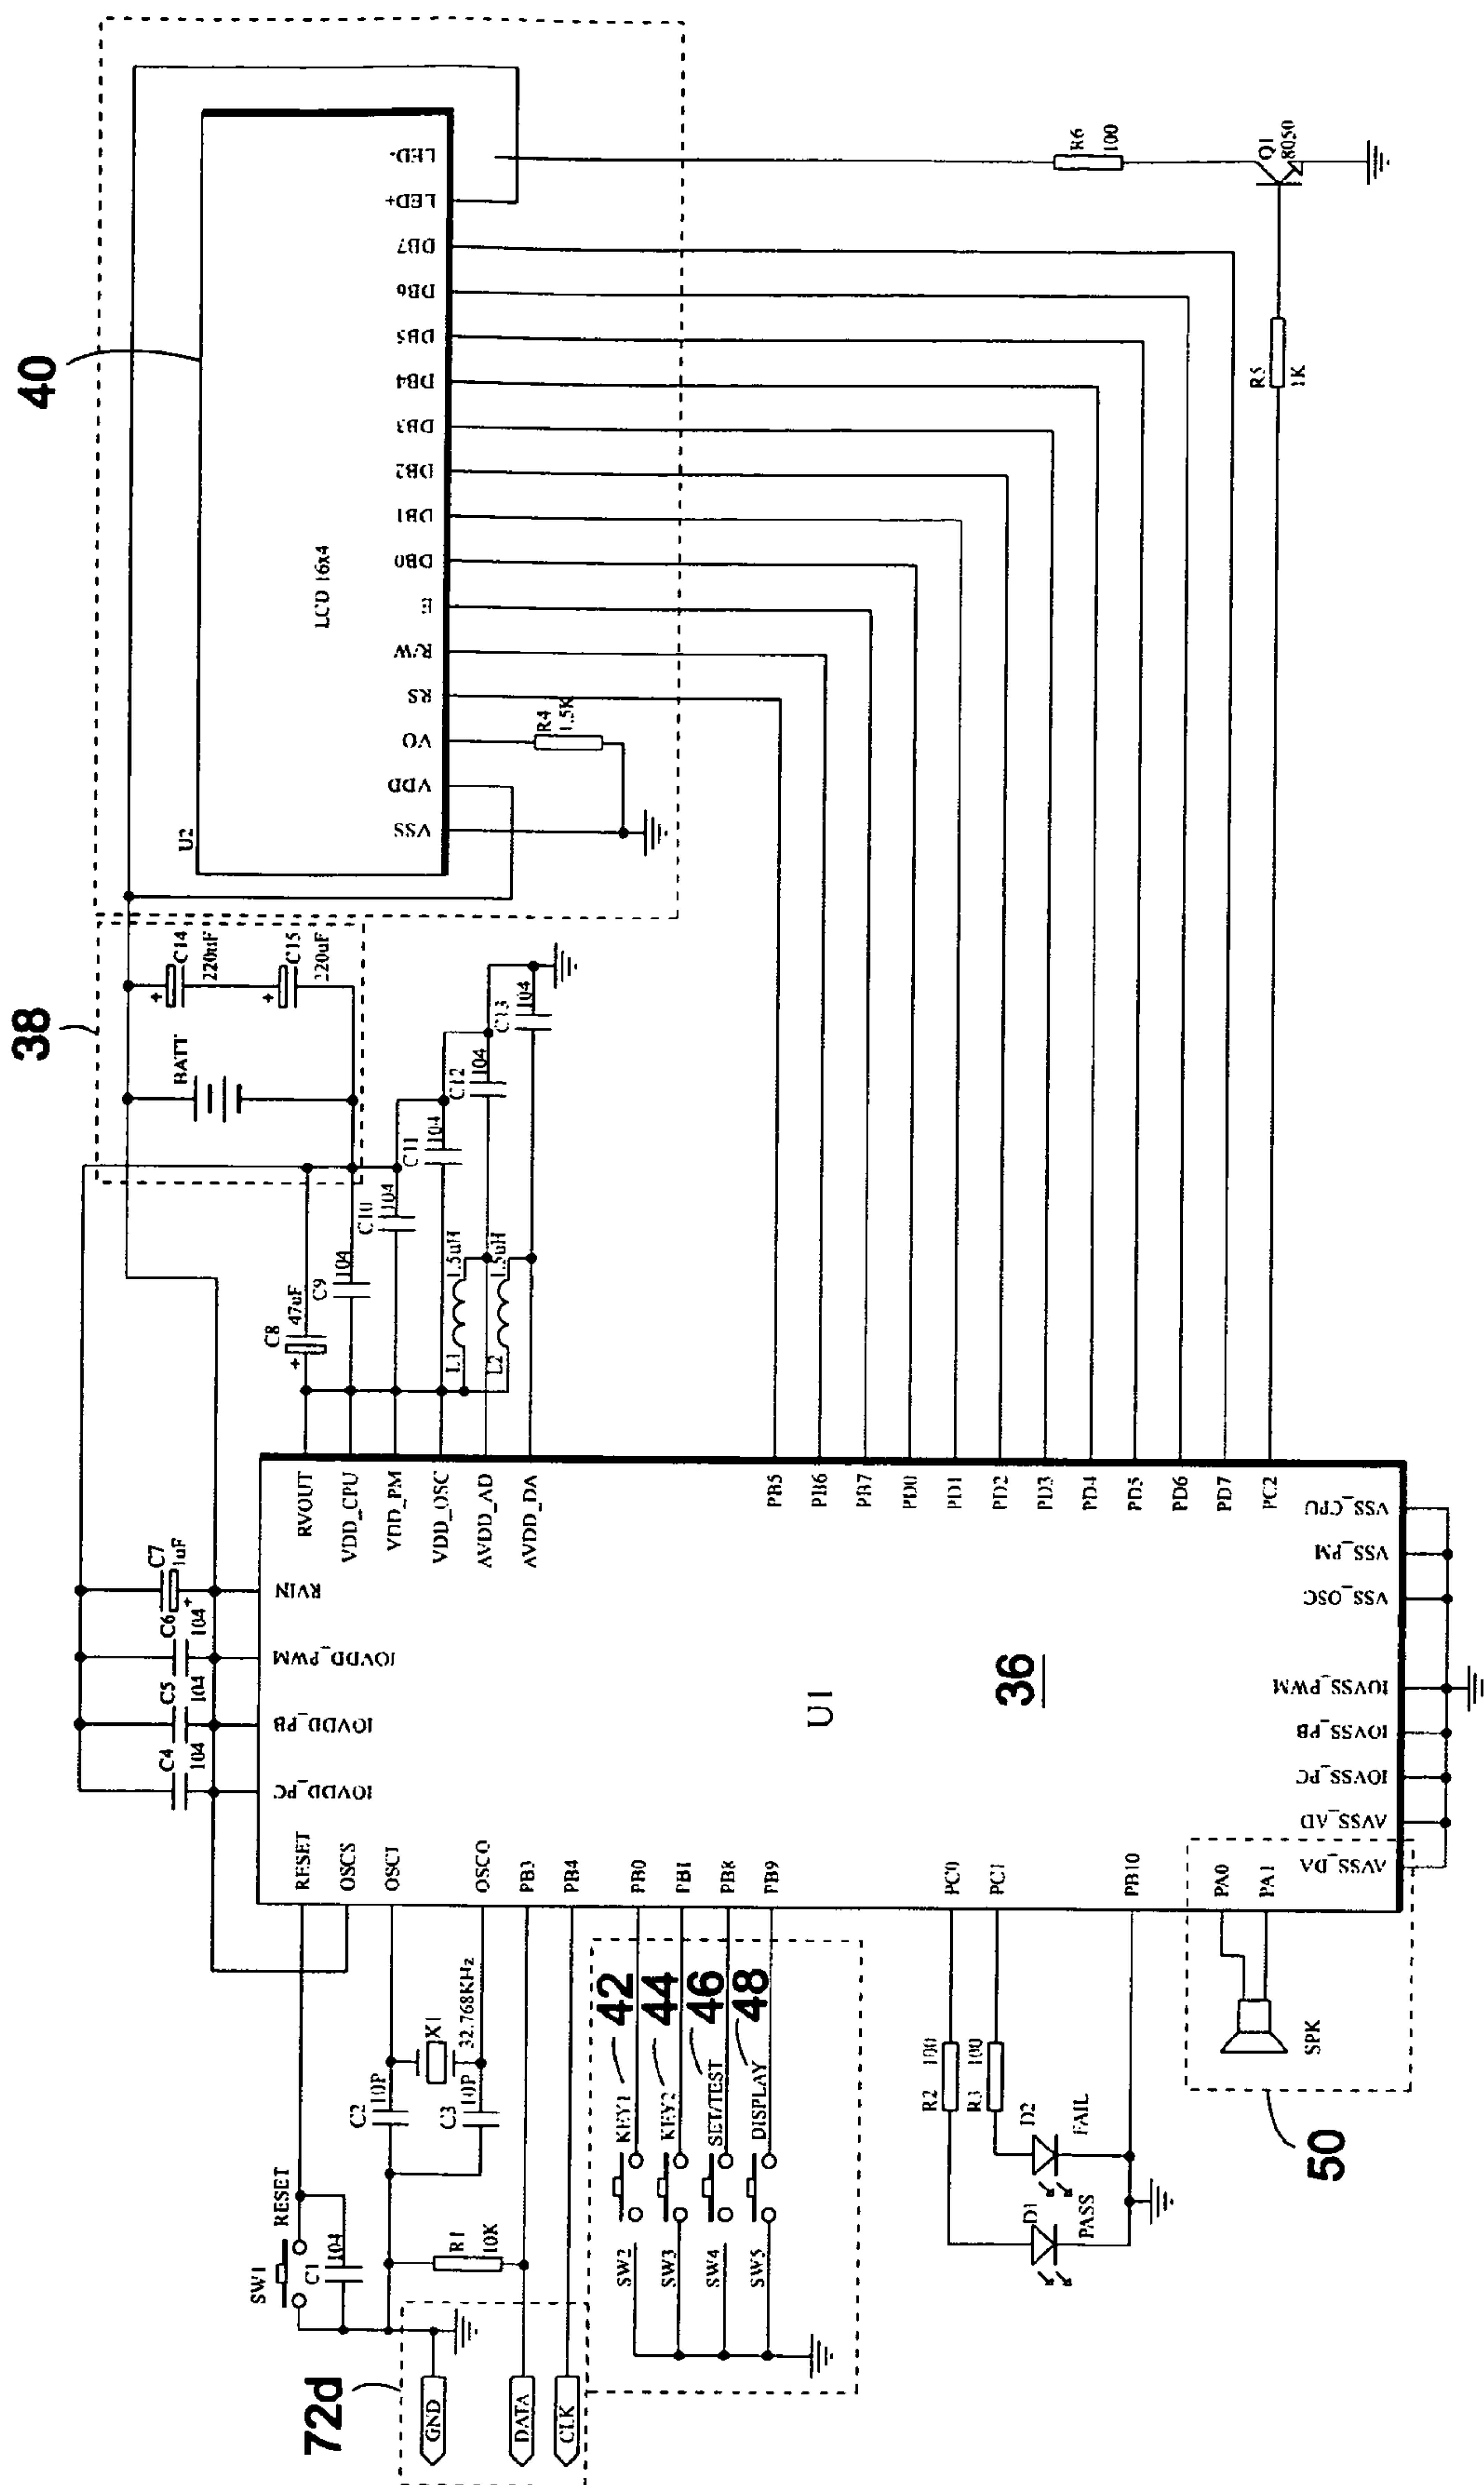 40
38
36
72d
42
44
46
48
50
U2
LCD 16x4
VSS
VDD
VO
RS
R/W
E
DB0
DB1
DB2
DB3
DB4
DB5
DB6
DB7
LED+
LED-
R4
1.5K
R6
100
Q1
8050
R5
1K
BATT
C14
220uF
C15
220uF
C8
47uF
C9
104
C10
104
C11
104
C12
104
C13
104
L1
1.5uH
L2
1.5uH
C4
104
C5
104
C6
104
C7
1uF
IOVDD_PC
IOVDD_PB
IOVDD_PWM
RVIN
RVOUT
VDD_CPU
VDD_PM
VDD_OSC
AVDD_AD
AVDD_DA
PB5
PB6
PB7
PD0
PD1
PD2
PD3
PD4
PD5
PD6
PD7
PC2
U1
AVSS_DA
AVSS_AD
IOVSS_PC
IOVSS_PB
IOVSS_PWM
VSS_OSC
VSS_PM
VSS_CPU
RESET
OSCS
OSCI
OSCO
PB3
PB4
PB0
PB1
PB8
PB9
PC0
PC1
PB10
PA0
PA1
SW1
RESET
C1
104
C2
10P
C3
10P
X1
32.768KHz
R1
10K
GND
DATA
CLK
SW2
KEY1
SW3
KEY2
SW4
SET/TEST
SW5
DISPLAY
R2
100
R3
100
D1
PASS
D2
FAIL
SPK